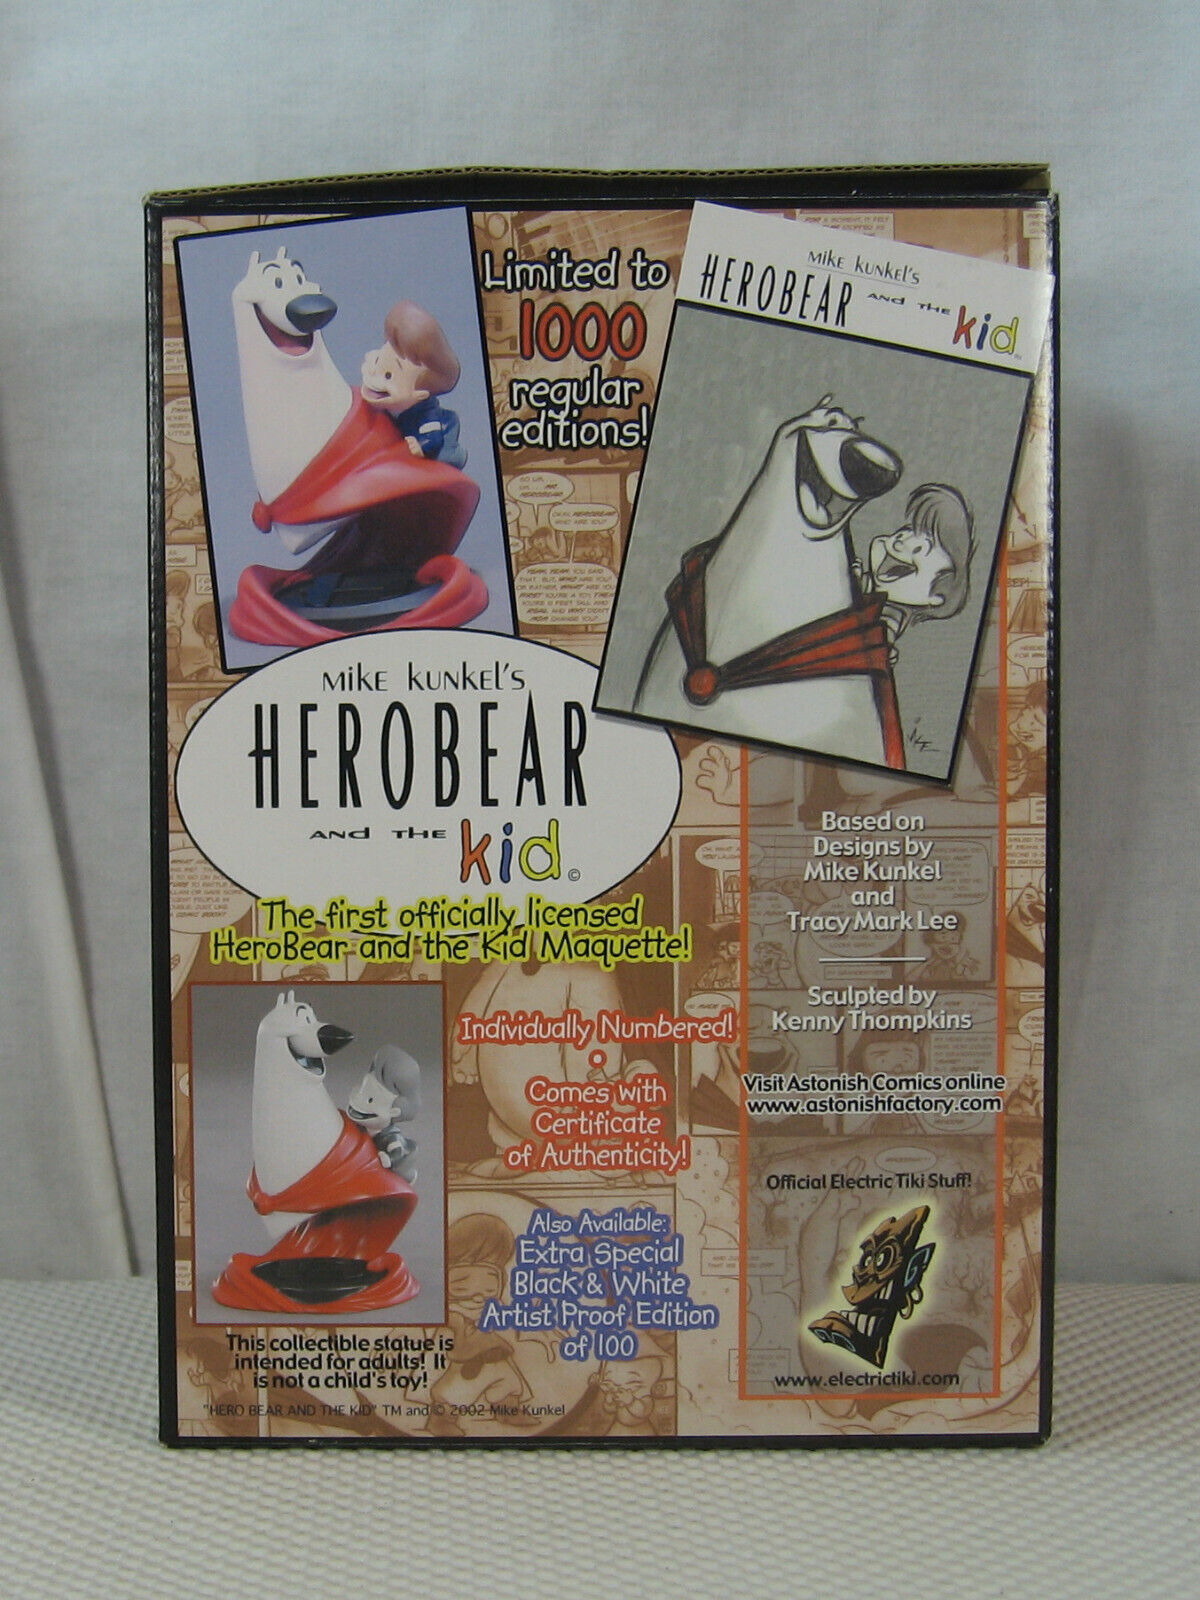 Limited to
1000
regular
editions!
Mike Kunkel's
HEROBEAR AND THE kid
Mike Kunkel's
HEROBEAR
AND THE kid ©
The first officially licensed
HeroBear and the Kid Maquette!
Individually Numbered!
Comes with
Certificate
of Authenticity!
Also Available:
Extra Special
Black & White
Artist Proof Edition
of 100
This collectible statue is
intended for adults! It
is not a child's toy!
"HERO BEAR AND THE KID" TM and © 2002 Mike Kunkel
Based on
Designs by
Mike Kunkel
and
Tracy Mark Lee
Sculpted by
Kenny Thompkins
Visit Astonish Comics online
www.astonishfactory.com
Official Electric Tiki Stuff!
www.electrictiki.com